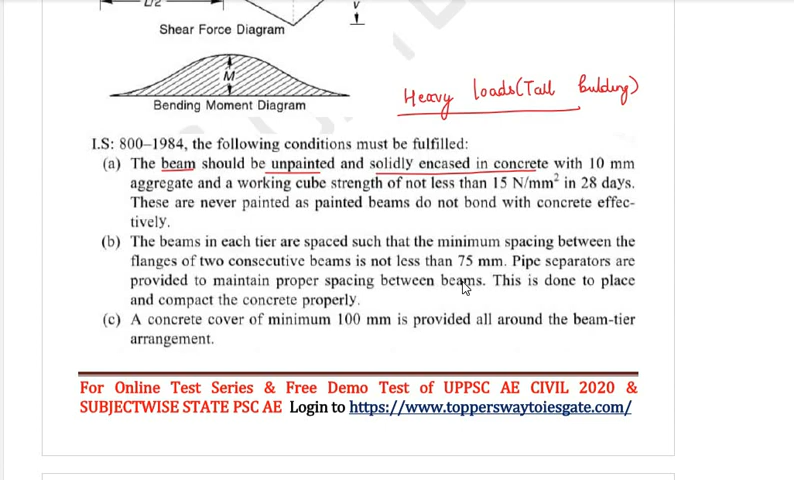 L/2
V
Shear Force Diagram
M
Bending Moment Diagram
Heavy loads (Tall Building)
I.S: 800–1984, the following conditions must be fulfilled:
(a) The beam should be unpainted and solidly encased in concrete with 10 mm
aggregate and a working cube strength of not less than 15 N/mm² in 28 days.
These are never painted as painted beams do not bond with concrete effec-
tively.
(b) The beams in each tier are spaced such that the minimum spacing between the
flanges of two consecutive beams is not less than 75 mm. Pipe separators are
provided to maintain proper spacing between beams. This is done to place
and compact the concrete properly.
(c) A concrete cover of minimum 100 mm is provided all around the beam-tier
arrangement.
For Online Test Series & Free Demo Test of UPPSC AE CIVIL 2020 &
SUBJECTWISE STATE PSC AE Login to https://www.topperswaytoiesgate.com/